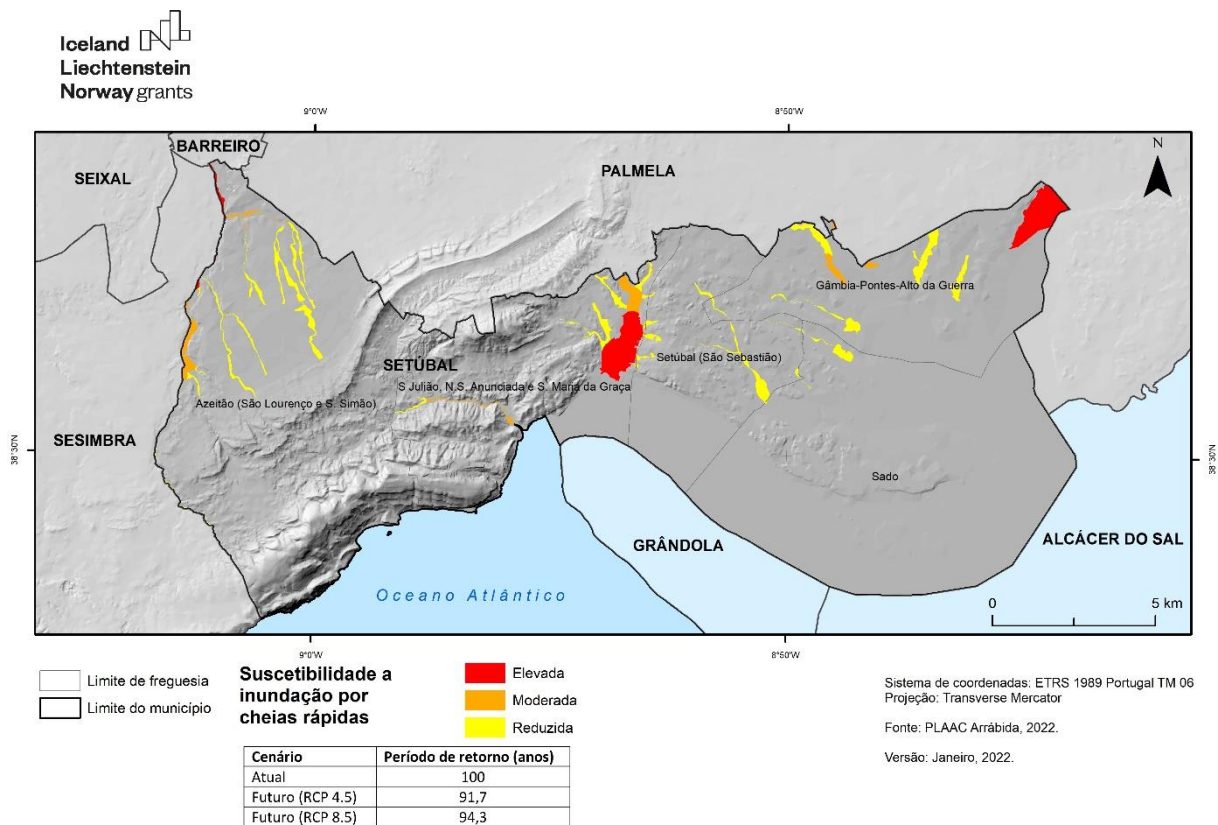 Iceland
Liechtenstein
Norway grants
9°0'W
8°50'W
BARREIRO
SEIXAL
PALMELA
N
Gâmbia-Pontes-Alto da Guerra
SETÚBAL
Setúbal (São Sebastião)
S Julião, N.S. Anunciada e S. Maria da Graça
Azeitão (São Lourenço e S. Simão)
SESIMBRA
38°30'N
38°30'N
Sado
GRÂNDOLA
ALCÁCER DO SAL
Oceano Atlântico
0
5 km
9°0'W
8°50'W
Limite de freguesia
Limite do município
Suscetibilidade a
inundação por
cheias rápidas
Elevada
Moderada
Reduzida
Cenário Período de retorno (anos)
Atual 100
Futuro (RCP 4.5) 91,7
Futuro (RCP 8.5) 94,3
Sistema de coordenadas: ETRS 1989 Portugal TM 06
Projeção: Transverse Mercator
Fonte: PLAAC Arrábida, 2022.
Versão: Janeiro, 2022.